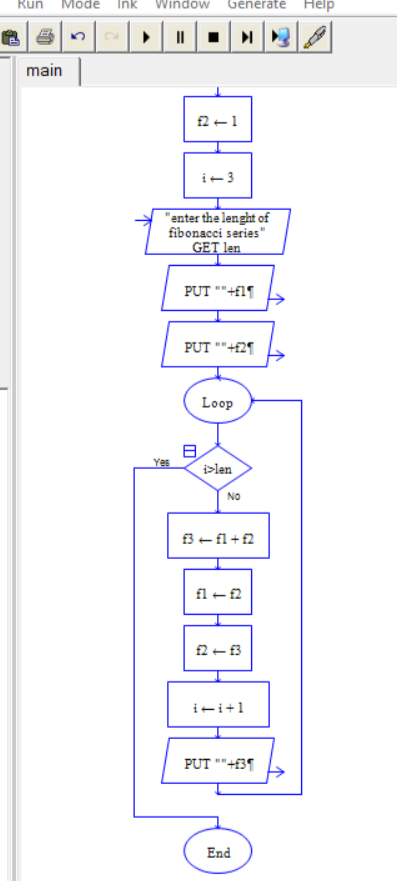 Run Mode Ink Window Generate Help
main
f2 ← 1
i ← 3
"enter the lenght of
fibonacci series"
GET len
PUT ""+f1¶
PUT ""+f2¶
Loop
i>len
Yes
No
f3 ← f1 + f2
f1 ← f2
f2 ← f3
i ← i + 1
PUT ""+f3¶
End